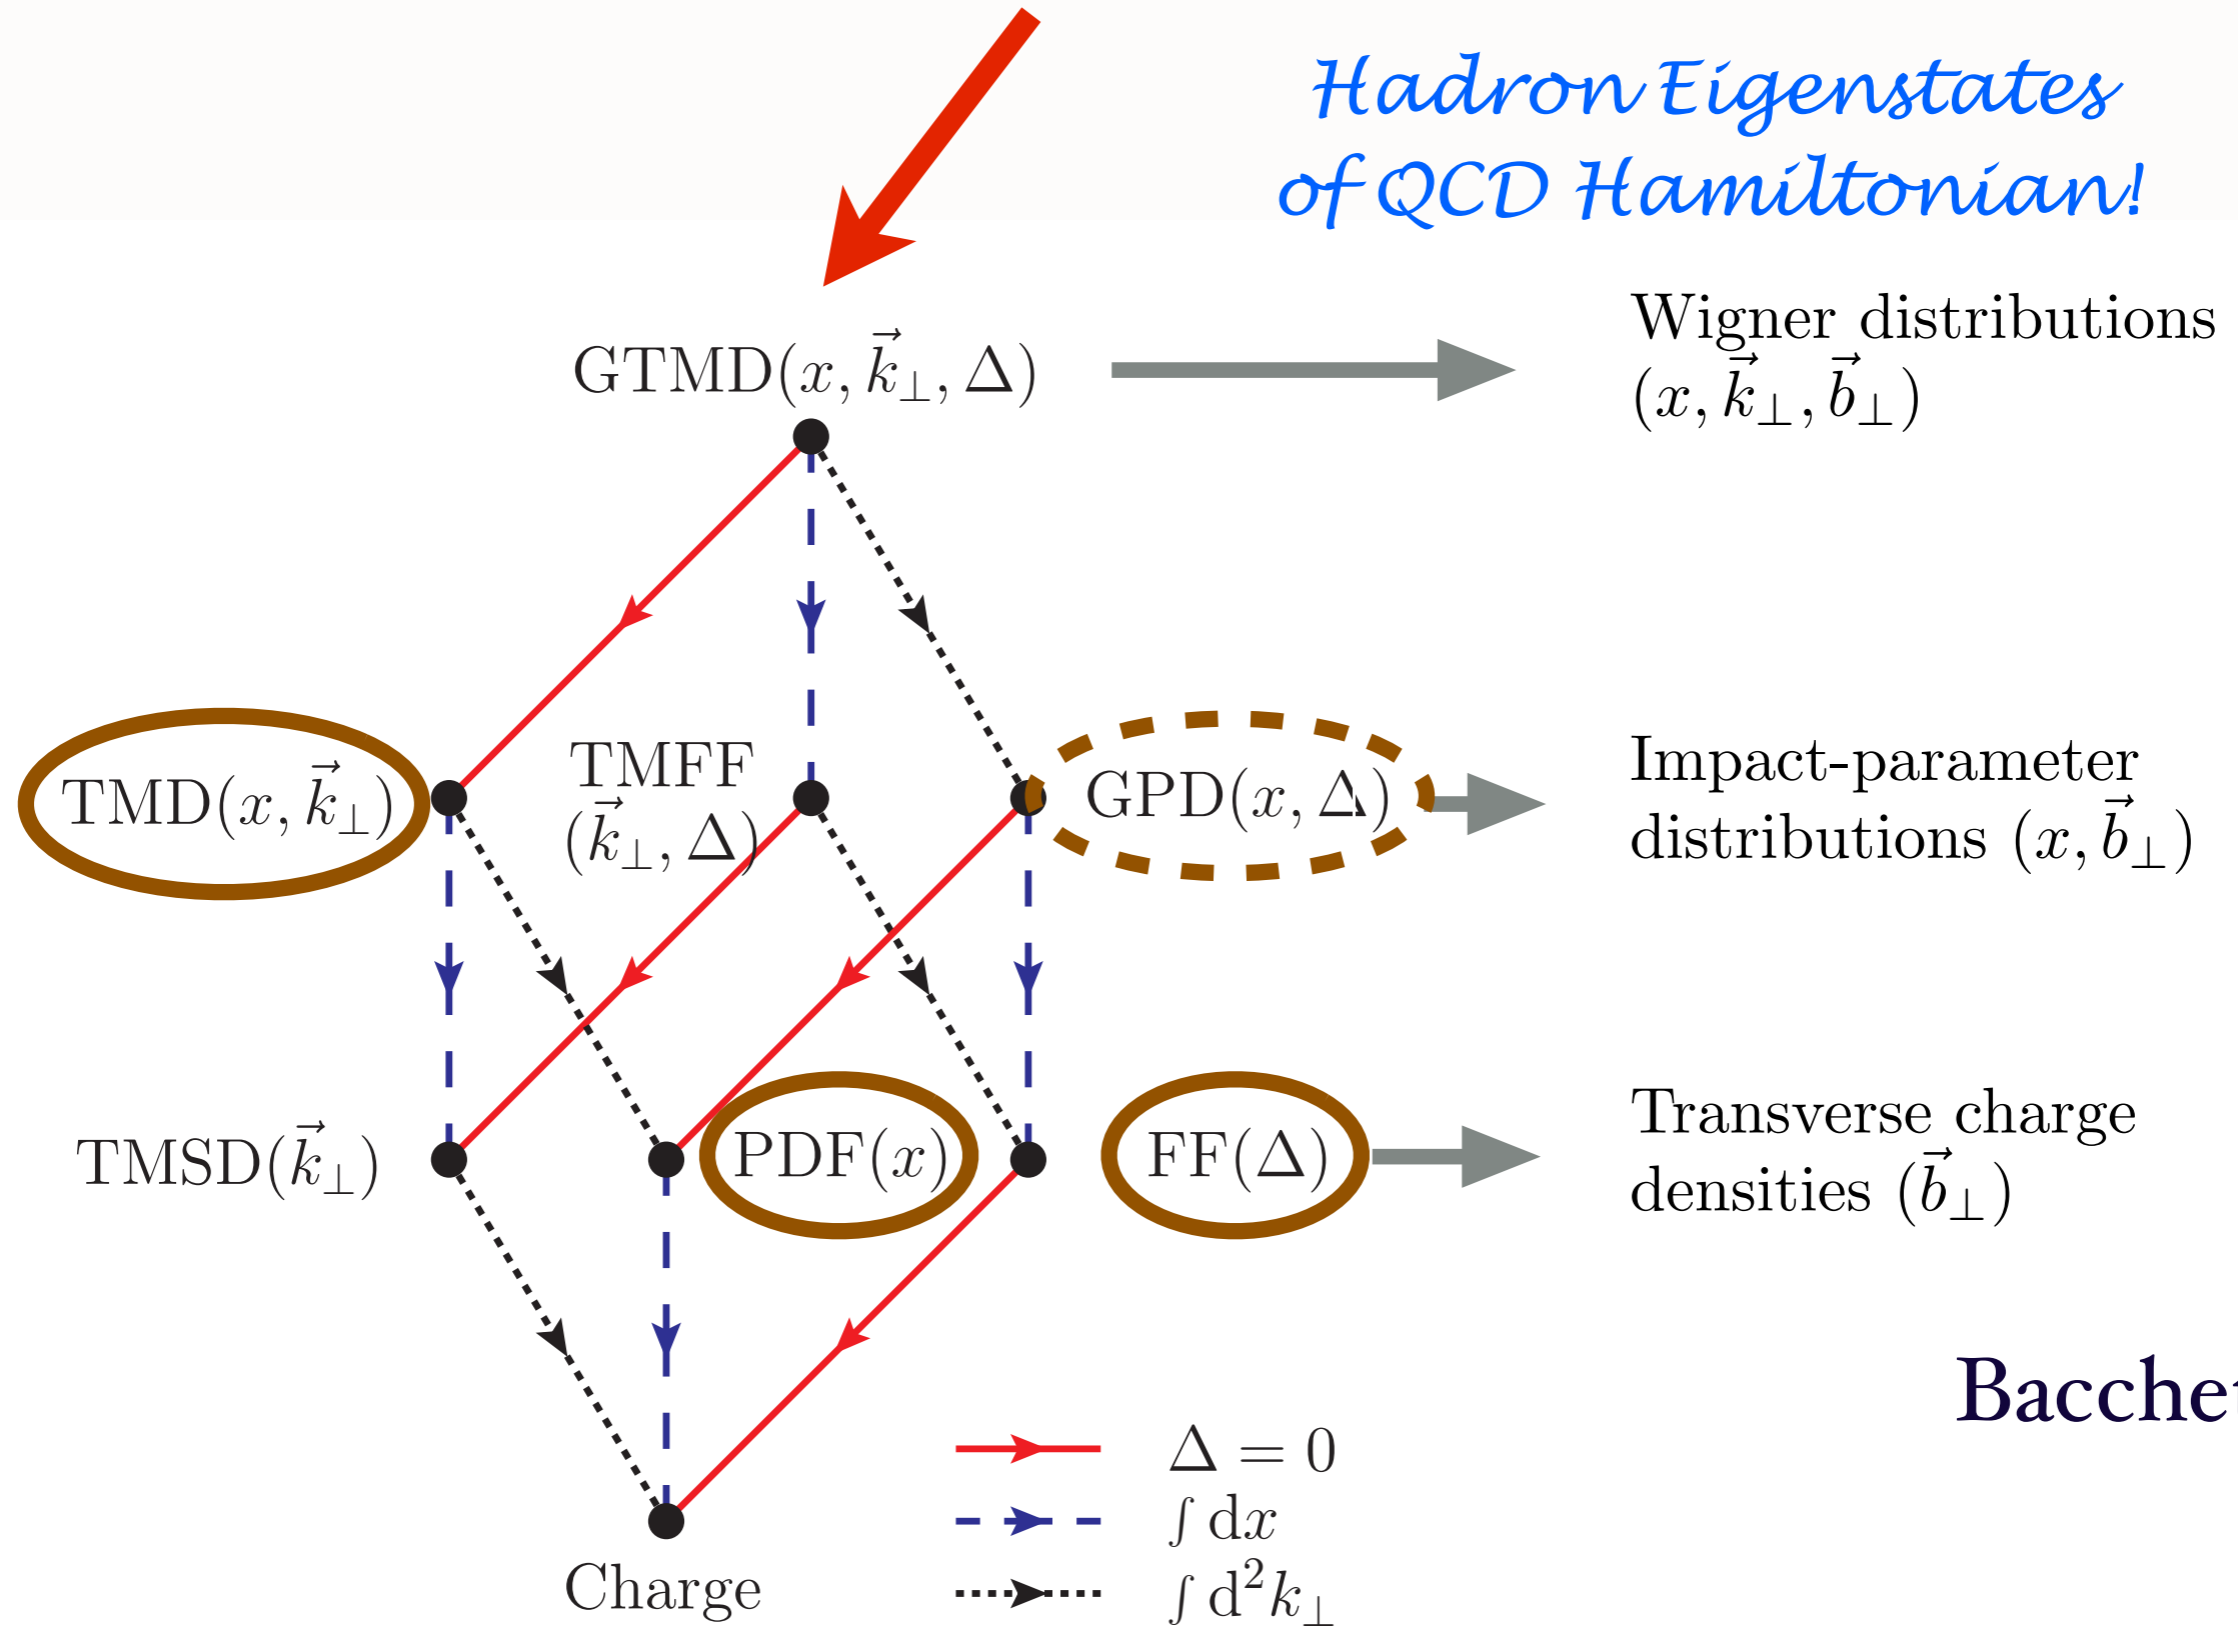 Hadron Eigenstates
of QCD Hamiltonian!
GTMD(x, k⃗⊥, Δ)
Wigner distributions
(x, k⃗⊥, b⃗⊥)
TMD(x, k⃗⊥)
TMFF
(k⃗⊥, Δ)
GPD(x, Δ)
Impact-parameter
distributions (x, b⃗⊥)
TMSD(k⃗⊥)
PDF(x)
FF(Δ)
Transverse charge
densities (b⃗⊥)
Charge
Δ = 0
∫ dx
∫ d²k⊥